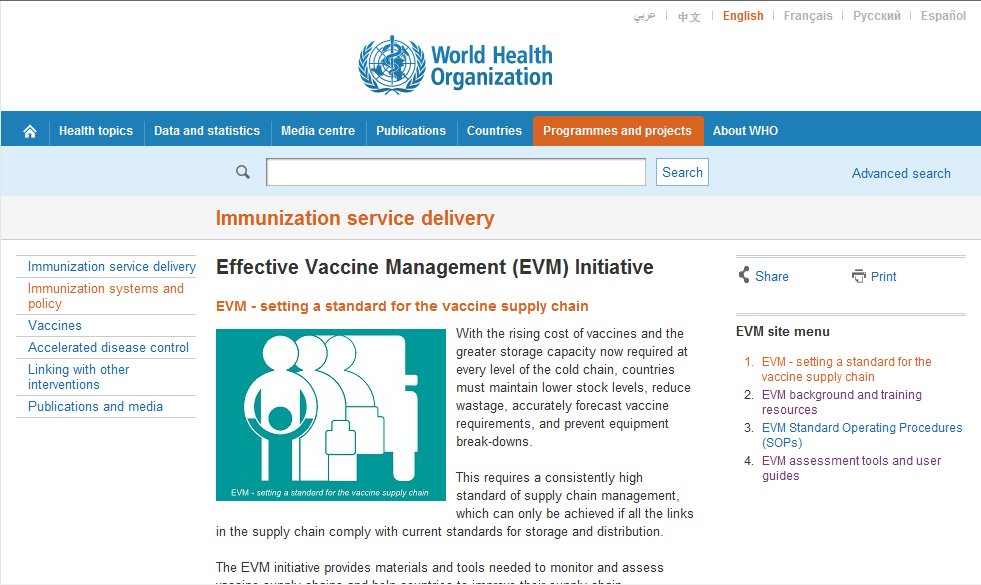 عربي
中文
English
Français
Русский
Español
World Health
Organization
Health topics
Data and statistics
Media centre
Publications
Countries
Programmes and projects
About WHO
Search
Advanced search
Immunization service delivery
Immunization service delivery
Immunization systems and
policy
Vaccines
Accelerated disease control
Linking with other
interventions
Publications and media
Effective Vaccine Management (EVM) Initiative
EVM - setting a standard for the vaccine supply chain
EVM - setting a standard for the vaccine supply chain
With the rising cost of vaccines and the
greater storage capacity now required at
every level of the cold chain, countries
must maintain lower stock levels, reduce
wastage, accurately forecast vaccine
requirements, and prevent equipment
break-downs.
This requires a consistently high
standard of supply chain management,
which can only be achieved if all the links
in the supply chain comply with current standards for storage and distribution.
The EVM initiative provides materials and tools needed to monitor and assess
vaccine supply chains and help countries to improve their supply chain
Share
Print
EVM site menu
1. EVM - setting a standard for the
vaccine supply chain
2. EVM background and training
resources
3. EVM Standard Operating Procedures
(SOPs)
4. EVM assessment tools and user
guides